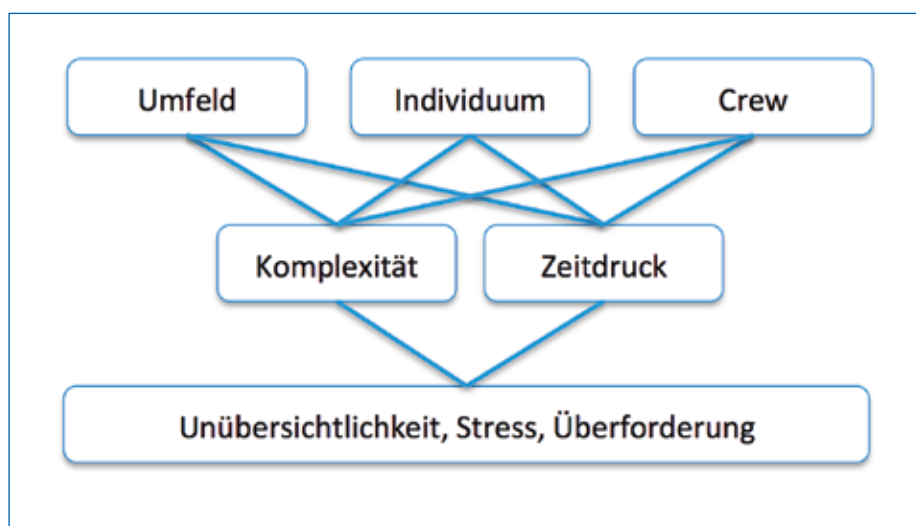 Umfeld
Individuum
Crew
Komplexität
Zeitdruck
Unübersichtlichkeit, Stress, Überforderung